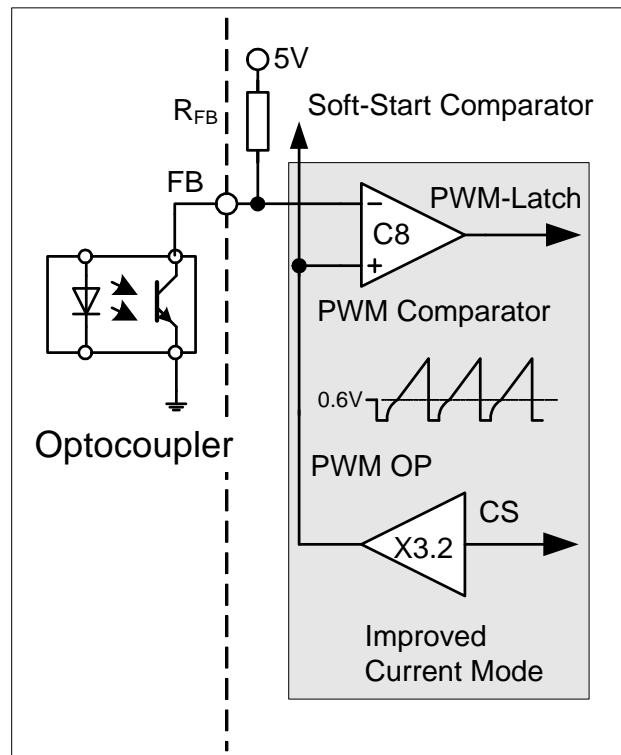 5V
R_FB
Soft-Start Comparator
FB
PWM-Latch
−
C8
+
PWM Comparator
0.6V
Optocoupler
PWM OP
CS
X3.2
Improved
Current Mode